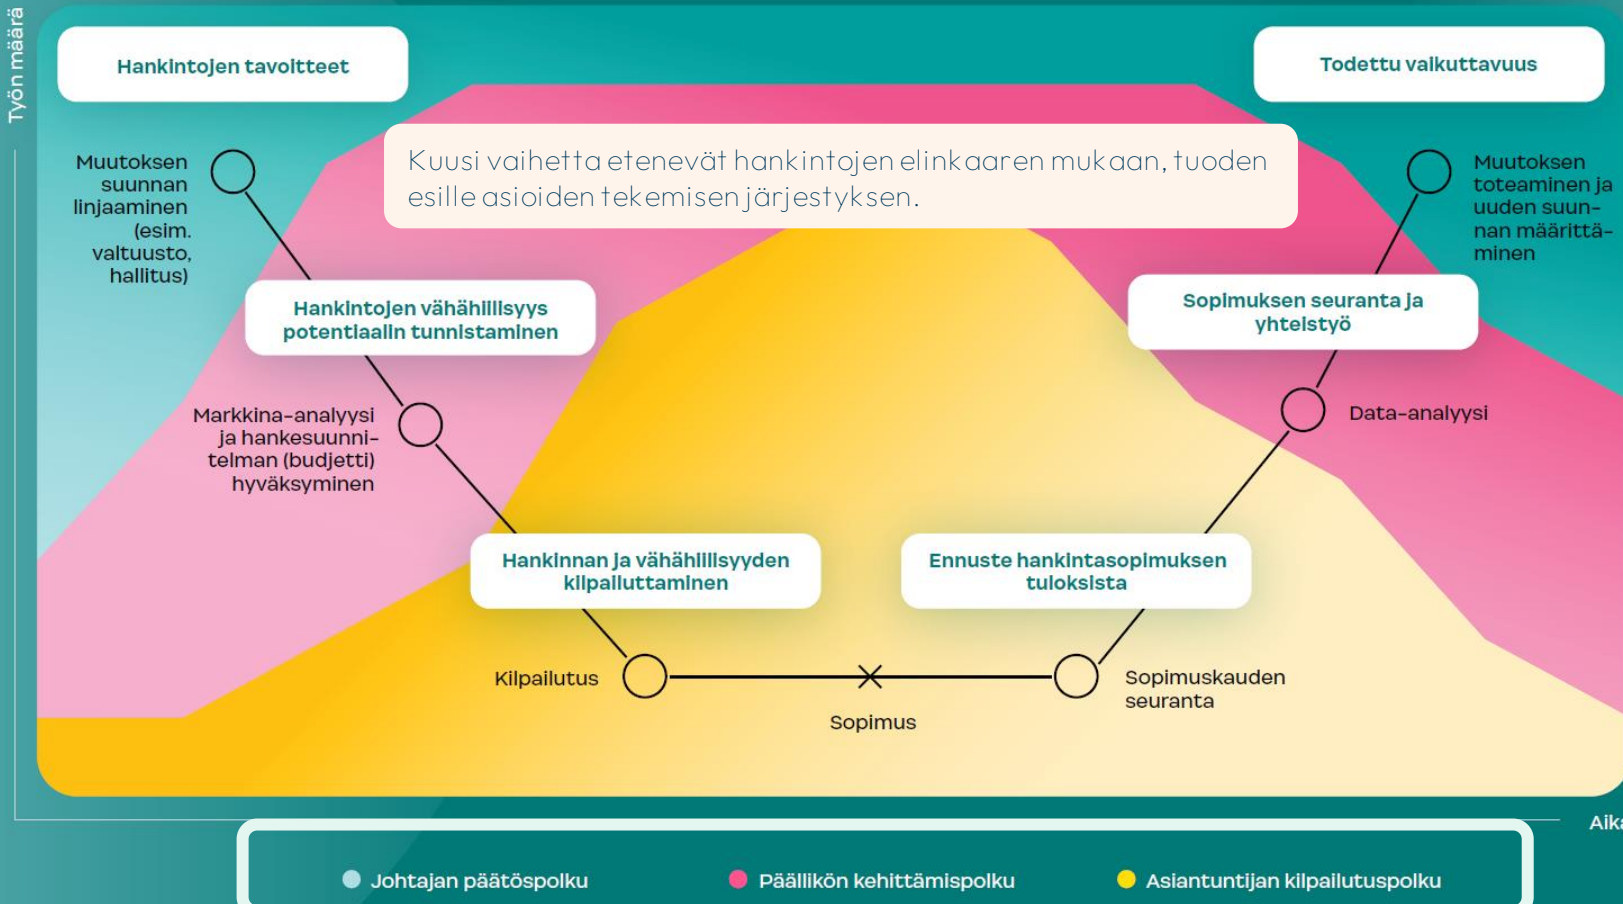 Työn määrä
Hankintojen tavoitteet
Todettu vaikuttavuus
Kuusi vaihetta etenevät hankintojen elinkaaren mukaan, tuoden
esille asioiden tekemisen järjestyksen.
Muutoksen
suunnan
linjaaminen
(esim.
valtuusto,
hallitus)
Muutoksen
toteaminen ja
uuden suun-
nan määrittä-
minen
Hankintojen vähähiilisyys
potentiaalin tunnistaminen
Sopimuksen seuranta ja
yhteistyö
Markkina-analyysi
ja hankesuunni-
telman (budjetti)
hyväksyminen
Data-analyysi
Hankinnan ja vähähiilisyyden
kilpailuttaminen
Ennuste hankintasopimuksen
tuloksista
Kilpailutus
Sopimus
Sopimuskauden
seuranta
Aika
Johtajan päätöspolku
Päällikön kehittämispolku
Asiantuntijan kilpailutuspolku